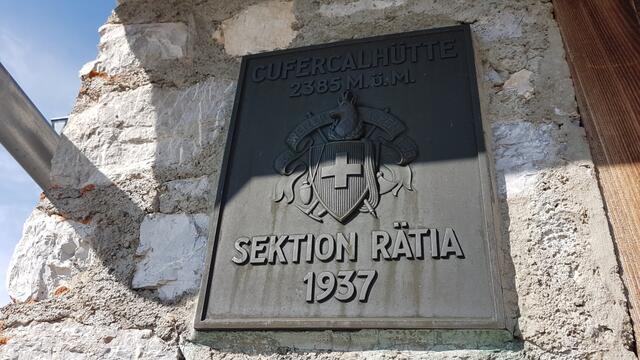 CUFERCALHÜTTE
2385 M.ü.M.
SEKTION RÄTIA
1937